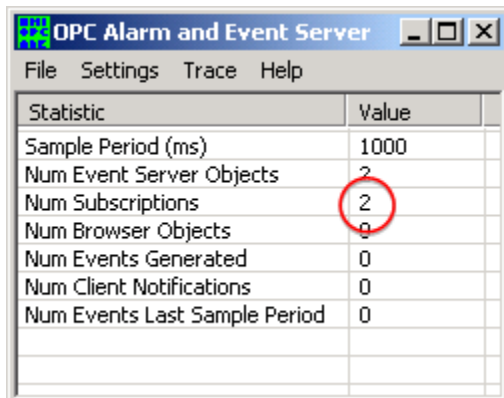 OPC Alarm and Event Server
File Settings Trace Help
Statistic Value
Sample Period (ms) 1000
Num Event Server Objects 2
Num Subscriptions 2
Num Browser Objects 0
Num Events Generated 0
Num Client Notifications 0
Num Events Last Sample Period 0